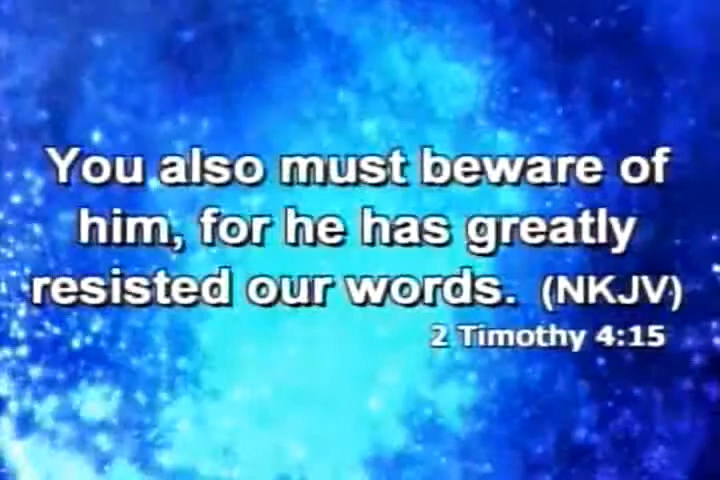 You also must beware of
him, for he has greatly
resisted our words. (NKJV)
2 Timothy 4:15